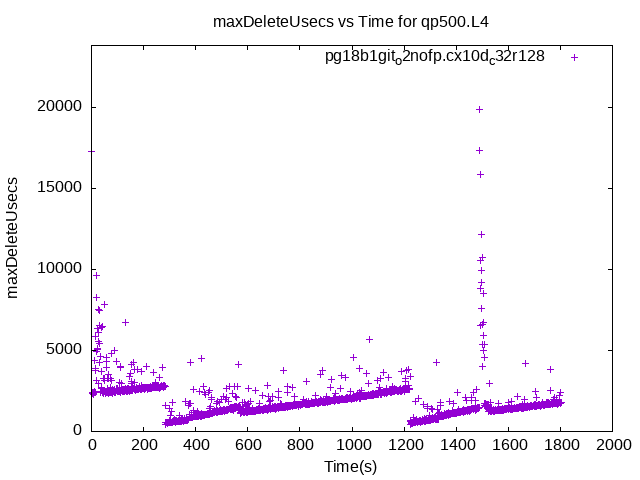 maxDeleteUsecs vs Time for qp500.L4
pg18b1git_o2nofp.cx10d_c32r128
20000
15000
10000
5000
0
maxDeleteUsecs
0 200 400 600 800 1000 1200 1400 1600 1800 2000
Time(s)